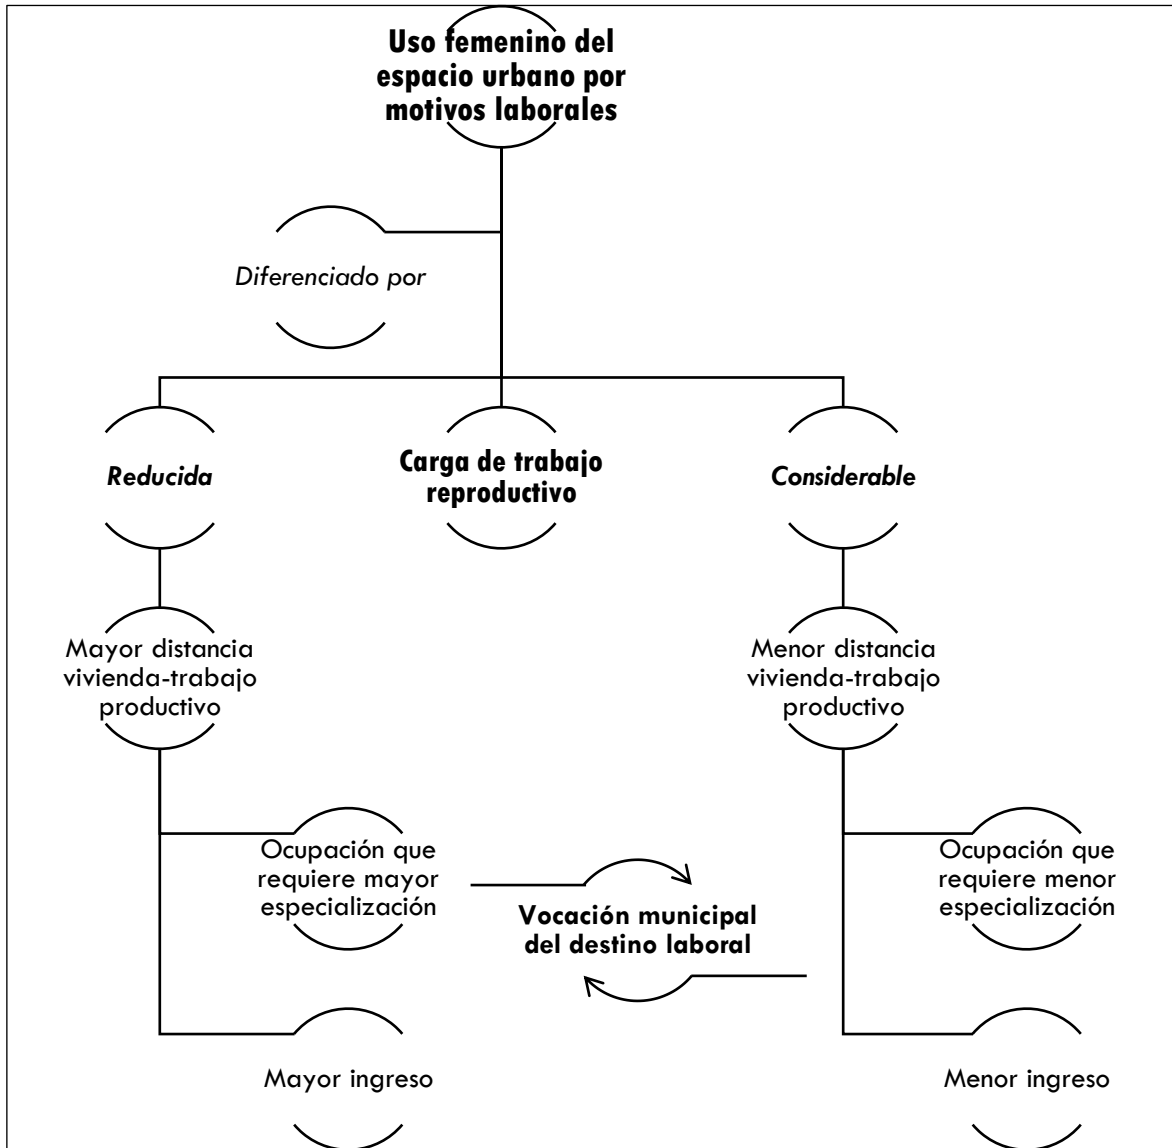 Uso femenino del
espacio urbano por
motivos laborales
Diferenciado por
Reducida
Carga de trabajo
reproductivo
Considerable
Mayor distancia
vivienda-trabajo
productivo
Menor distancia
vivienda-trabajo
productivo
Ocupación que
requiere mayor
especialización
Vocación municipal
del destino laboral
Ocupación que
requiere menor
especialización
Mayor ingreso
Menor ingreso